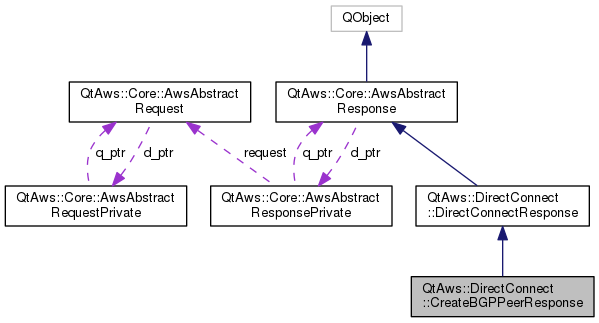 QObject
QtAws::Core::AwsAbstract
Request
QtAws::Core::AwsAbstract
Response
q_ptr
d_ptr
request
q_ptr
d_ptr
QtAws::Core::AwsAbstract
RequestPrivate
QtAws::Core::AwsAbstract
ResponsePrivate
QtAws::DirectConnect
::DirectConnectResponse
QtAws::DirectConnect
::CreateBGPPeerResponse